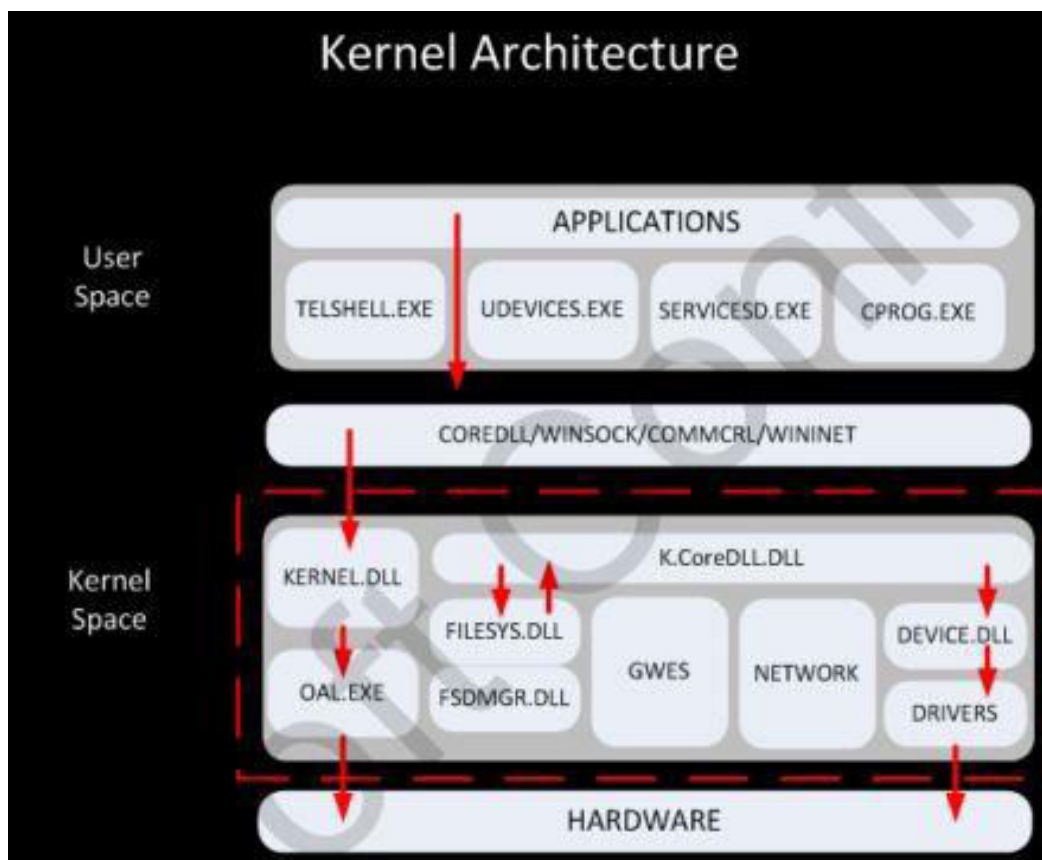 Kernel Architecture
APPLICATIONS
User
Space
TELSHELL.EXE
UDEVICES.EXE
SERVICESD.EXE
CPROG.EXE
COREDLL/WINSOCK/COMMCRL/WININET
Kernel
Space
KERNEL.DLL
K.CoreDLL.DLL
FILESYS.DLL
DEVICE.DLL
GWES
NETWORK
OAL.EXE
FSDMGR.DLL
DRIVERS
HARDWARE